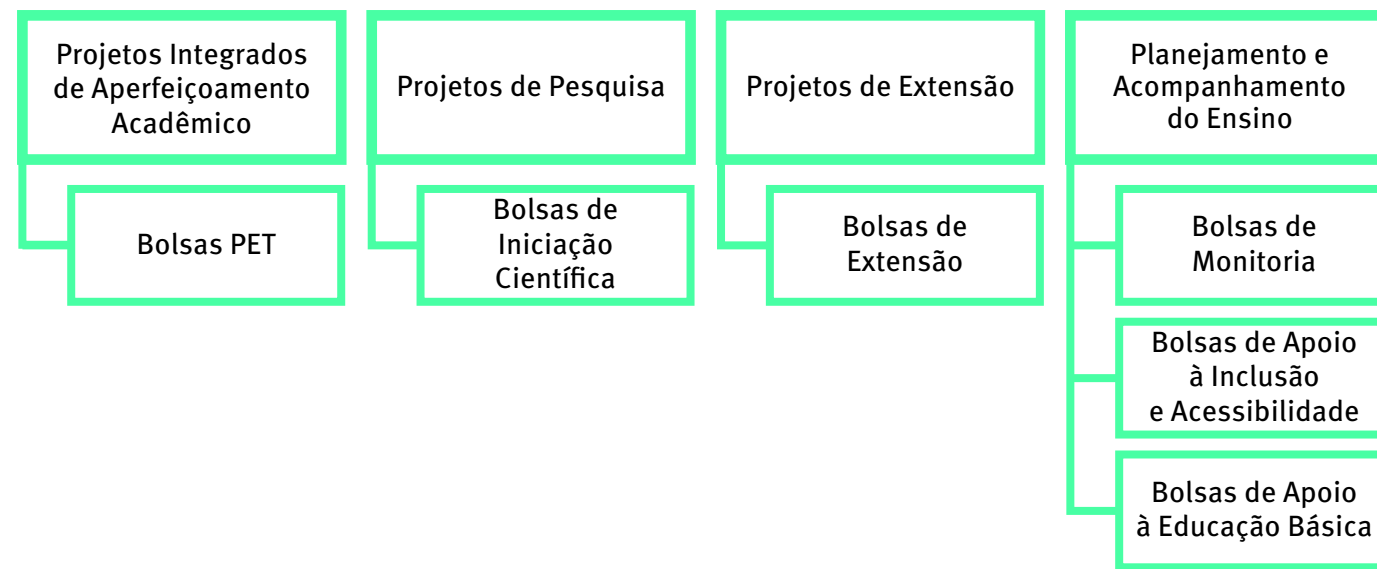 Projetos Integrados
de Aperfeiçoamento
Acadêmico
Bolsas PET
Projetos de Pesquisa
Bolsas de
Iniciação
Científica
Projetos de Extensão
Bolsas de
Extensão
Planejamento e
Acompanhamento
do Ensino
Bolsas de
Monitoria
Bolsas de Apoio
à Inclusão
e Acessibilidade
Bolsas de Apoio
à Educação Básica